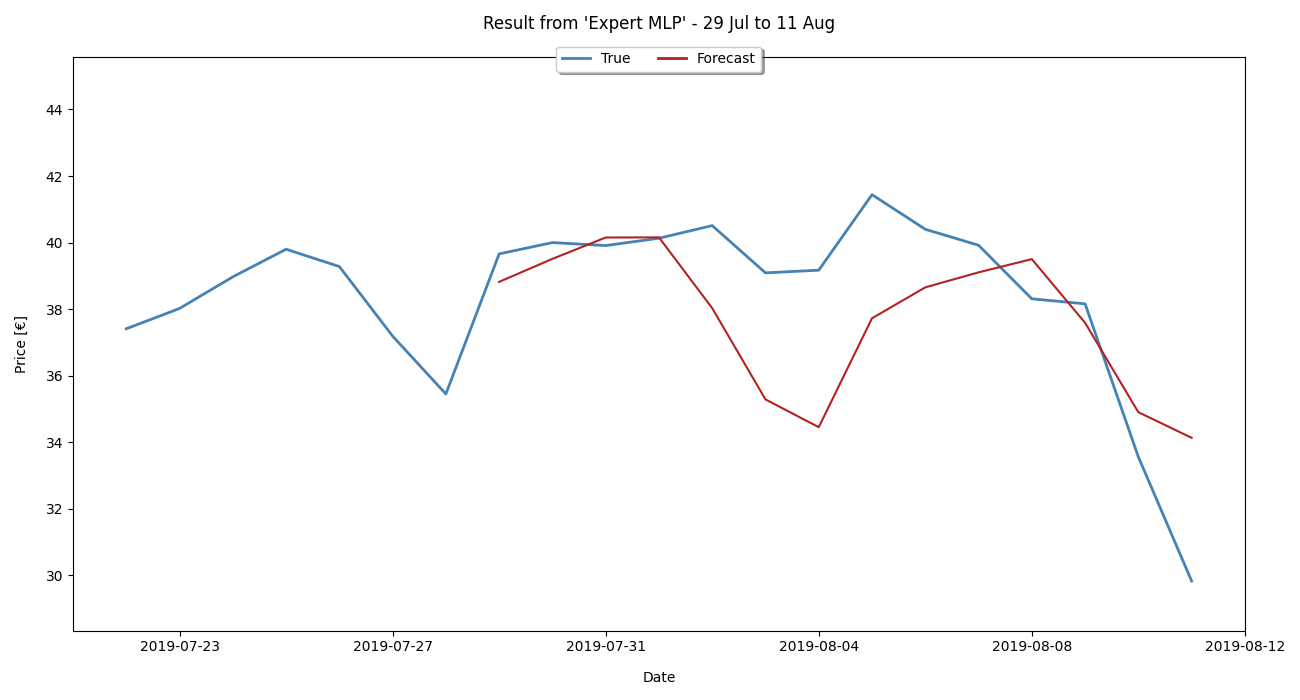 Result from 'Expert MLP' - 29 Jul to 11 Aug
True Forecast
44
42
40
38
36
34
32
30
Price [€]
2019-07-23 2019-07-27 2019-07-31 2019-08-04 2019-08-08 2019-08-12
Date